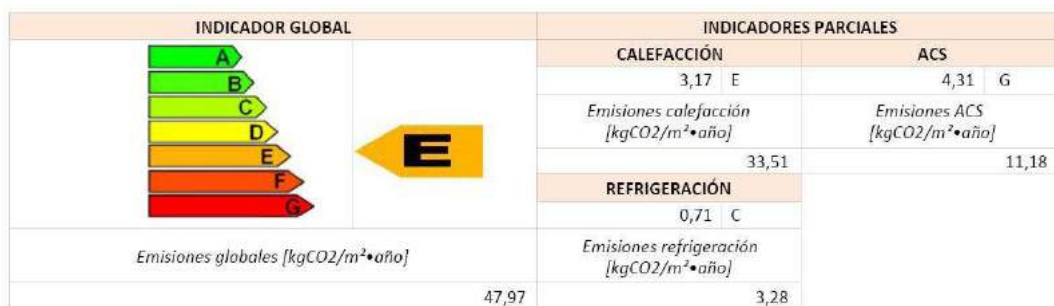 INDICADOR GLOBAL
INDICADORES PARCIALES
A
B
C
D
E
F
G
E
CALEFACCIÓN
ACS
3,17 E
4,31 G
Emisiones calefacción
[kgCO2/m²•año]
Emisiones ACS
[kgCO2/m²•año]
33,51
11,18
REFRIGERACIÓN
0,71 C
Emisiones globales [kgCO2/m²•año]
Emisiones refrigeración
[kgCO2/m²•año]
47,97
3,28